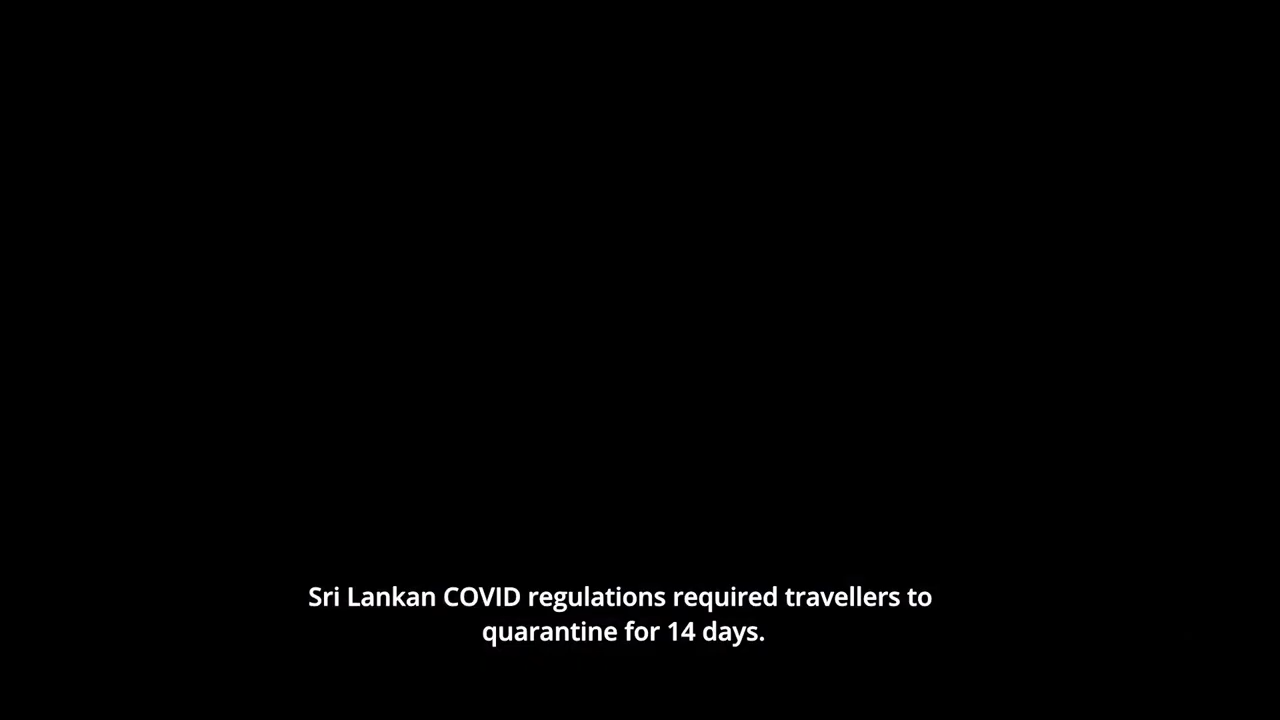 Sri Lankan COVID regulations required travellers to
quarantine for 14 days.